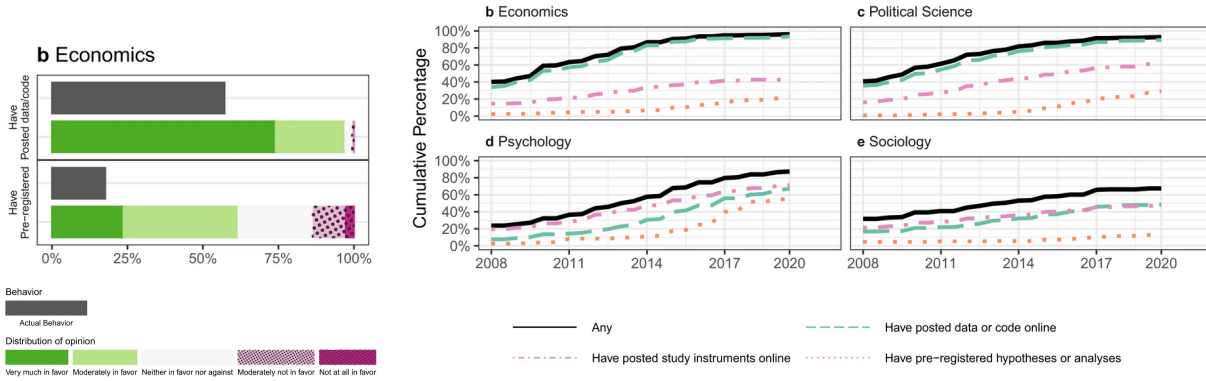 b Economics
Have
Posted data/code
Have
Pre-registered
0%
25%
50%
75%
100%
Behavior
Actual Behavior
Distribution of opinion
Very much in favor
Moderately in favor
Neither in favor nor against
Moderately not in favor
Not at all in favor
Cumulative Percentage
b Economics
100%
80%
60%
40%
20%
0%
c Political Science
d Psychology
100%
80%
60%
40%
20%
0%
2008
2011
2014
2017
2020
e Sociology
2008
2011
2014
2017
2020
Any
Have posted data or code online
Have posted study instruments online
Have pre-registered hypotheses or analyses